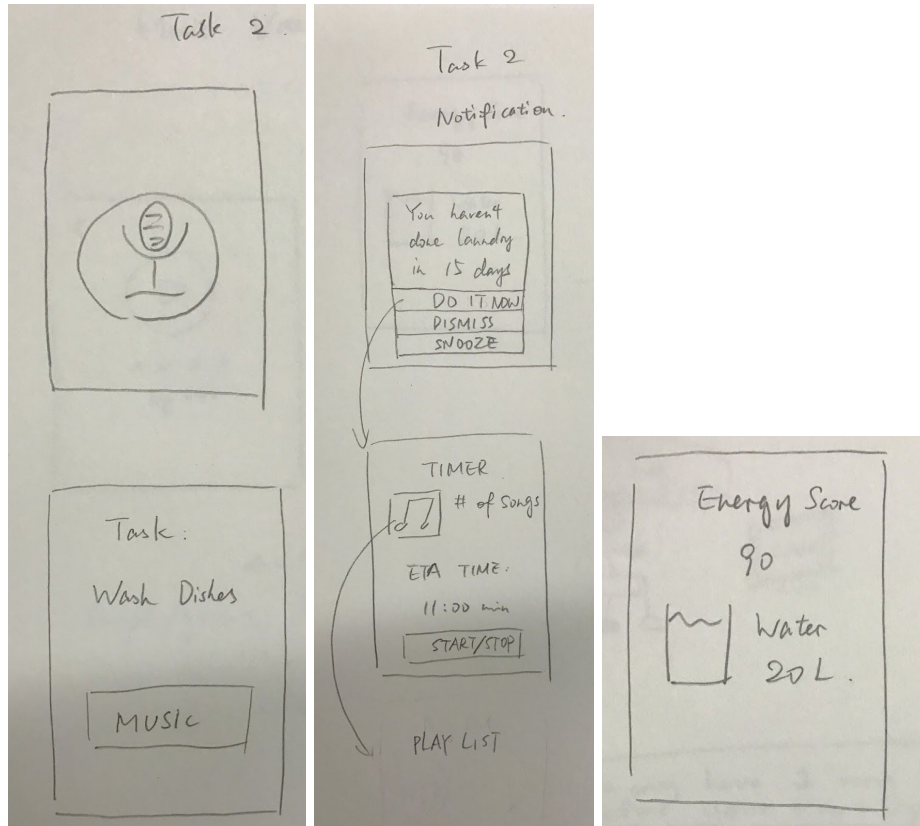 Task 2.
Task:
Wash Dishes
MUSIC
Task 2
Notification.
You haven't
done laundry
in 15 days
DO IT NOW
DISMISS
SNOOZE
TIMER
# of songs
ETA TIME:
11:00 min
START/STOP
PLAY LIST
Energy Score
90
Water
20L.